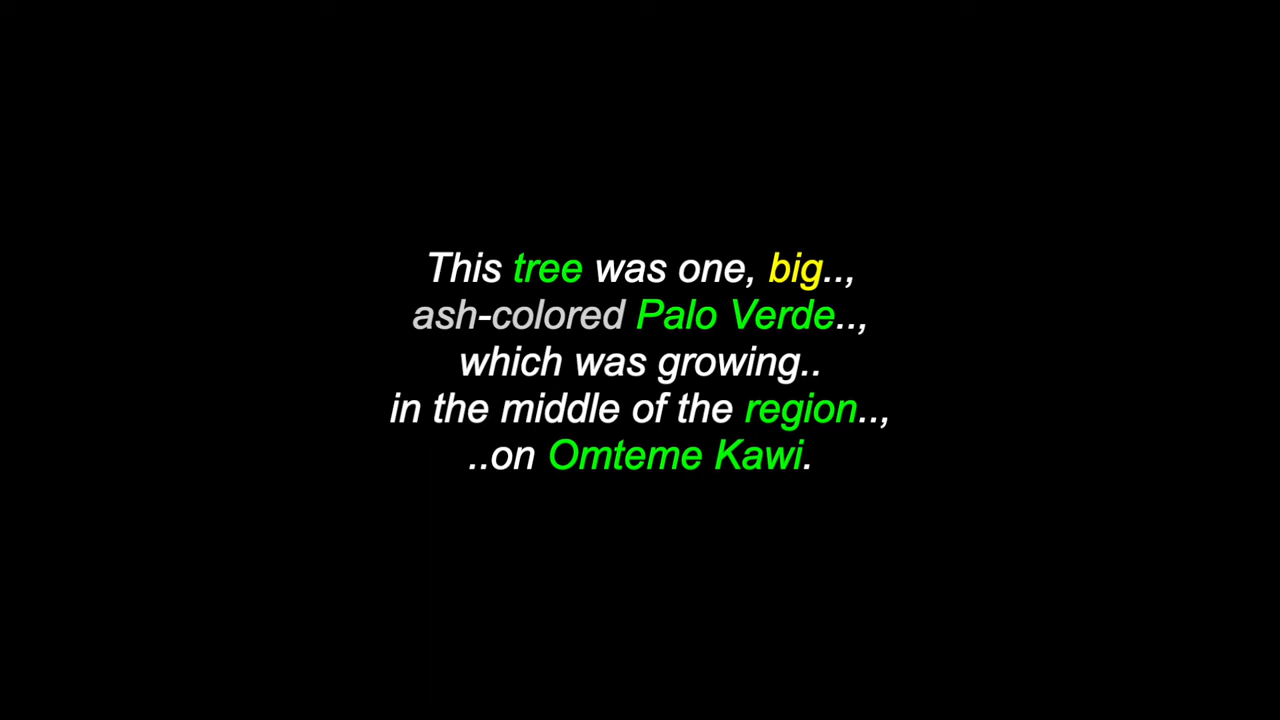 This tree was one, big..,
ash-colored Palo Verde..,
which was growing..
in the middle of the region..,
..on Omteme Kawi.